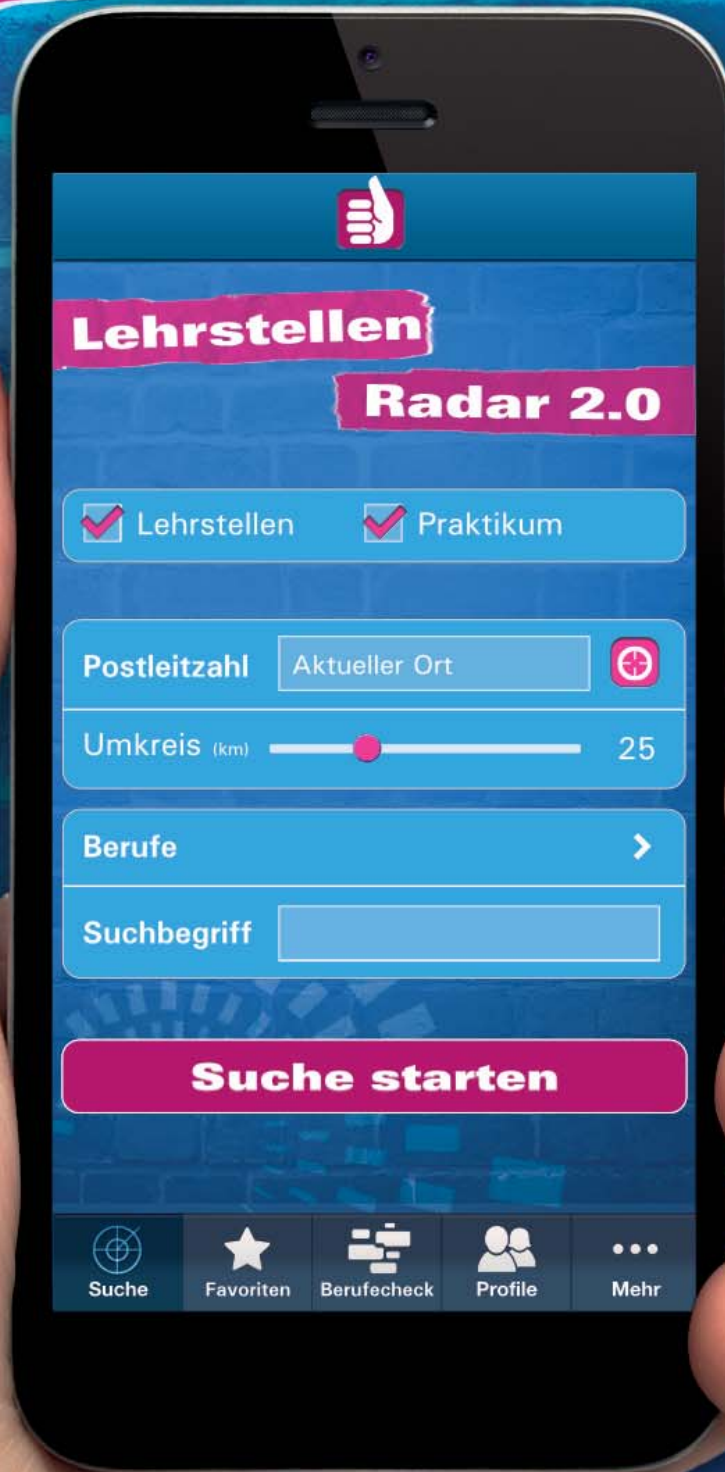 Lehrstellen
Radar 2.0
Lehrstellen Praktikum
Postleitzahl Aktueller Ort
Umkreis (km) 25
Berufe
Suchbegriff
Suche starten
Suche Favoriten Berufecheck Profile Mehr